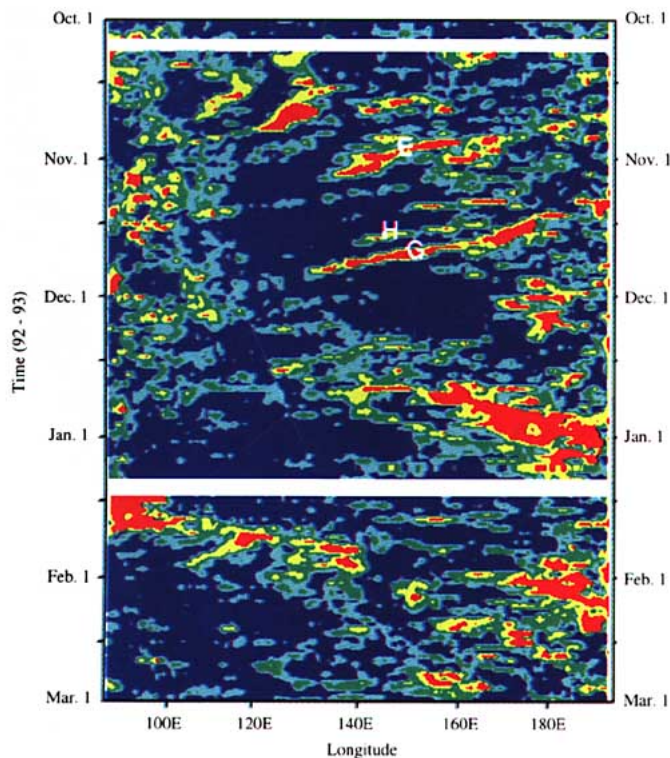 Oct. 1 Oct. 1
E
Nov. 1 Nov. 1
H
G
Dec. 1 Dec. 1
Time (92 - 93)
Jan. 1 Jan. 1
Feb. 1 Feb. 1
Mar. 1 Mar. 1
100E 120E 140E 160E 180E
Longitude